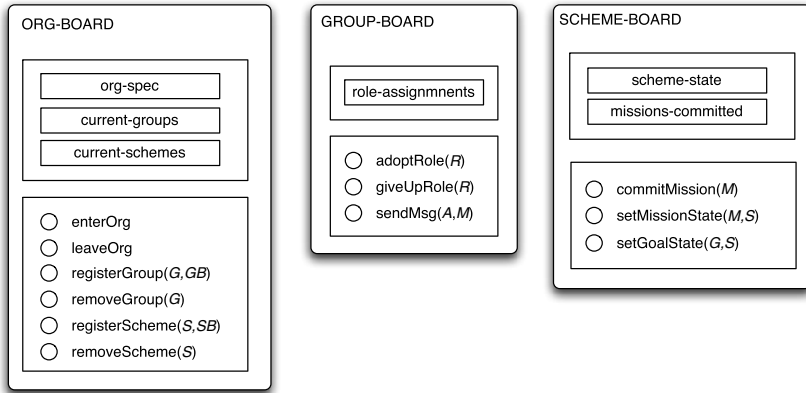 ORG-BOARD
org-spec
current-groups
current-schemes
enterOrg
leaveOrg
registerGroup(G,GB)
removeGroup(G)
registerScheme(S,SB)
removeScheme(S)
GROUP-BOARD
role-assignmnents
adoptRole(R)
giveUpRole(R)
sendMsg(A,M)
SCHEME-BOARD
scheme-state
missions-committed
commitMission(M)
setMissionState(M,S)
setGoalState(G,S)